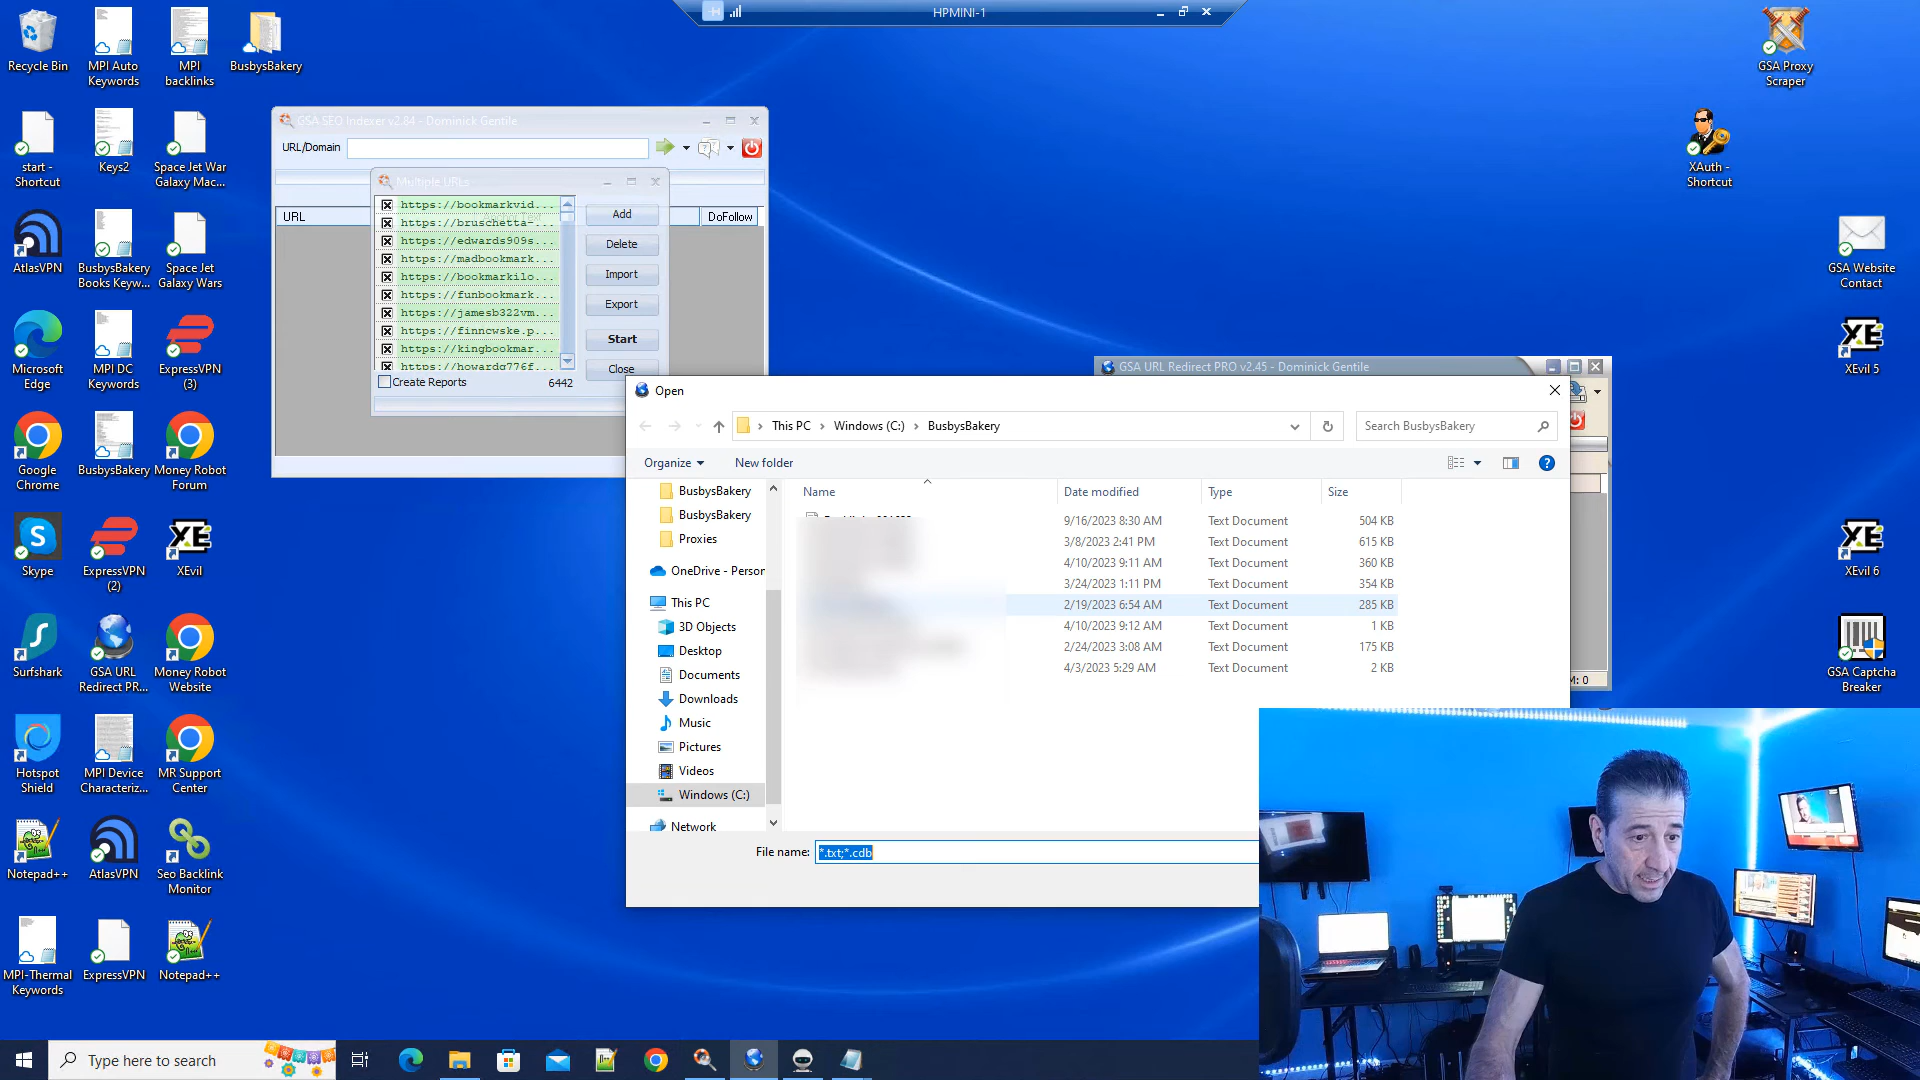 HPMINI-1
Recycle Bin
MPI Auto
Keywords
MPI
backlinks
BusbysBakery
GSA Proxy
Scraper
start -
Shortcut
Keys2
Space Jet War
Galaxy Mac...
XAuth -
Shortcut
AtlasVPN
BusbysBakery
Books Keyw...
Space Jet
Galaxy Wars
GSA Website
Contact
Microsoft
Edge
MPI DC
Keywords
ExpressVPN
(3)
XEvil 5
Google
Chrome
BusbysBakery
Money Robot
Forum
Skype
ExpressVPN
(2)
XEvil
XEvil 6
Surfshark
GSA URL
Redirect PR...
Money Robot
Website
GSA Captcha
Breaker
Hotspot
Shield
MPI Device
Characteriz...
MR Support
Center
Notepad++
AtlasVPN
Seo Backlink
Monitor
MPI-Thermal
Keywords
ExpressVPN
Notepad++
GSA SEO Indexer v2.84 - Dominick Gentile
URL/Domain
URL
DoFollow
Multiple URLs
https://bookmarkvid...
https://bruschetta-...
https://edwards909s...
https://madbookmark...
https://bookmarkilo...
https://funbookmark...
https://jamesb322vm...
https://finncwske.p...
https://kingbookmar...
https://howardg776f...
Add
Delete
Import
Export
Start
Close
Create Reports
6442
GSA URL Redirect PRO v2.45 - Dominick Gentile
M: 0
Open
This PC > Windows (C:) > BusbysBakery
Search BusbysBakery
Organize
New folder
BusbysBakery
BusbysBakery
Proxies
OneDrive - Person
This PC
3D Objects
Desktop
Documents
Downloads
Music
Pictures
Videos
Windows (C:)
Network
Name Date modified Type Size
9/16/2023 8:30 AM Text Document 504 KB
3/8/2023 2:41 PM Text Document 615 KB
4/10/2023 9:11 AM Text Document 360 KB
3/24/2023 1:11 PM Text Document 354 KB
2/19/2023 6:54 AM Text Document 285 KB
4/10/2023 9:12 AM Text Document 1 KB
2/24/2023 3:08 AM Text Document 175 KB
4/3/2023 5:29 AM Text Document 2 KB
File name: *.txt;*.cdb
Type here to search